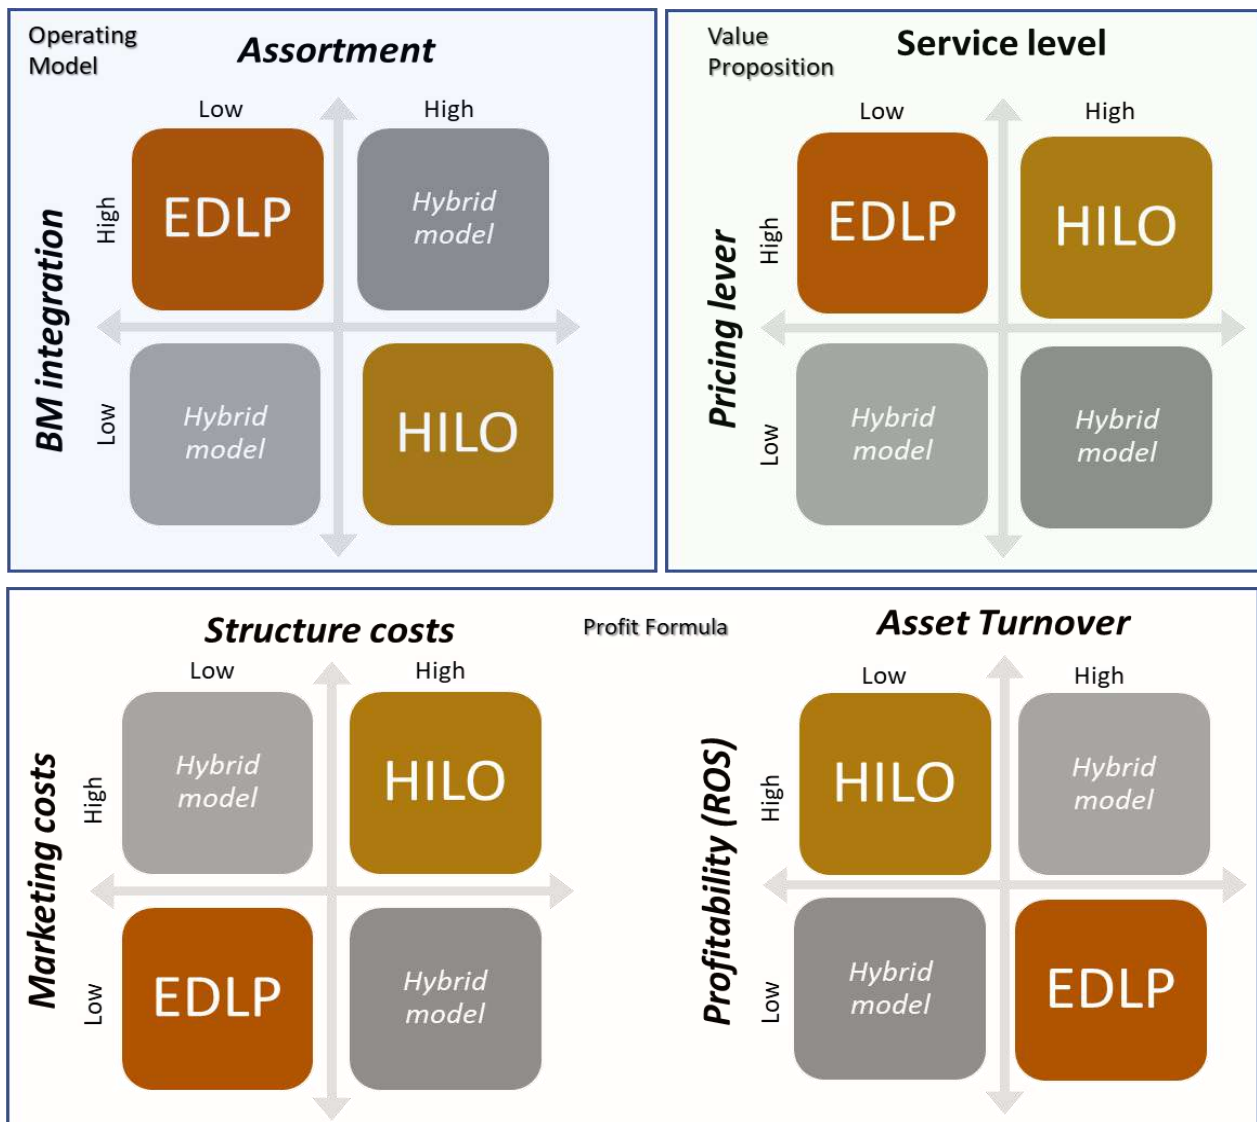 Operating
Model
Assortment
Low
High
BM integration
High
Low
EDLP
Hybrid
model
Hybrid
model
HILO
Value
Proposition
Service level
Low
High
Pricing lever
High
Low
EDLP
HILO
Hybrid
model
Hybrid
model
Profit Formula
Structure costs
Low
High
Marketing costs
High
Low
Hybrid
model
HILO
EDLP
Hybrid
model
Asset Turnover
Low
High
Profitability (ROS)
High
Low
HILO
Hybrid
model
Hybrid
model
EDLP